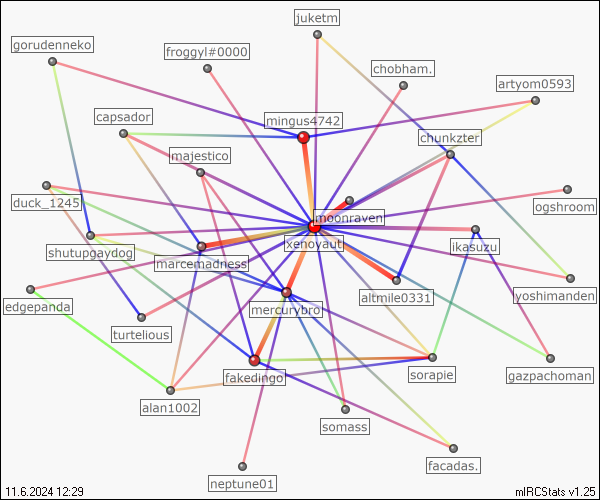 juketm
gorudenneko
froggyl#0000
chobham.
artyom0593
capsador
mingus4742
chunkzter
majestico
duck_1245
moonraven
ogshroom
xenoyaut
shutupgaydog
marcemadness
ikasuzu
altmile0331
yoshimanden
edgepanda
mercurybro
turtelious
fakedingo
sorapie
gazpachoman
alan1002
somass
facadas.
neptune01
11.6.2024 12:29
mIRCStats v1.25